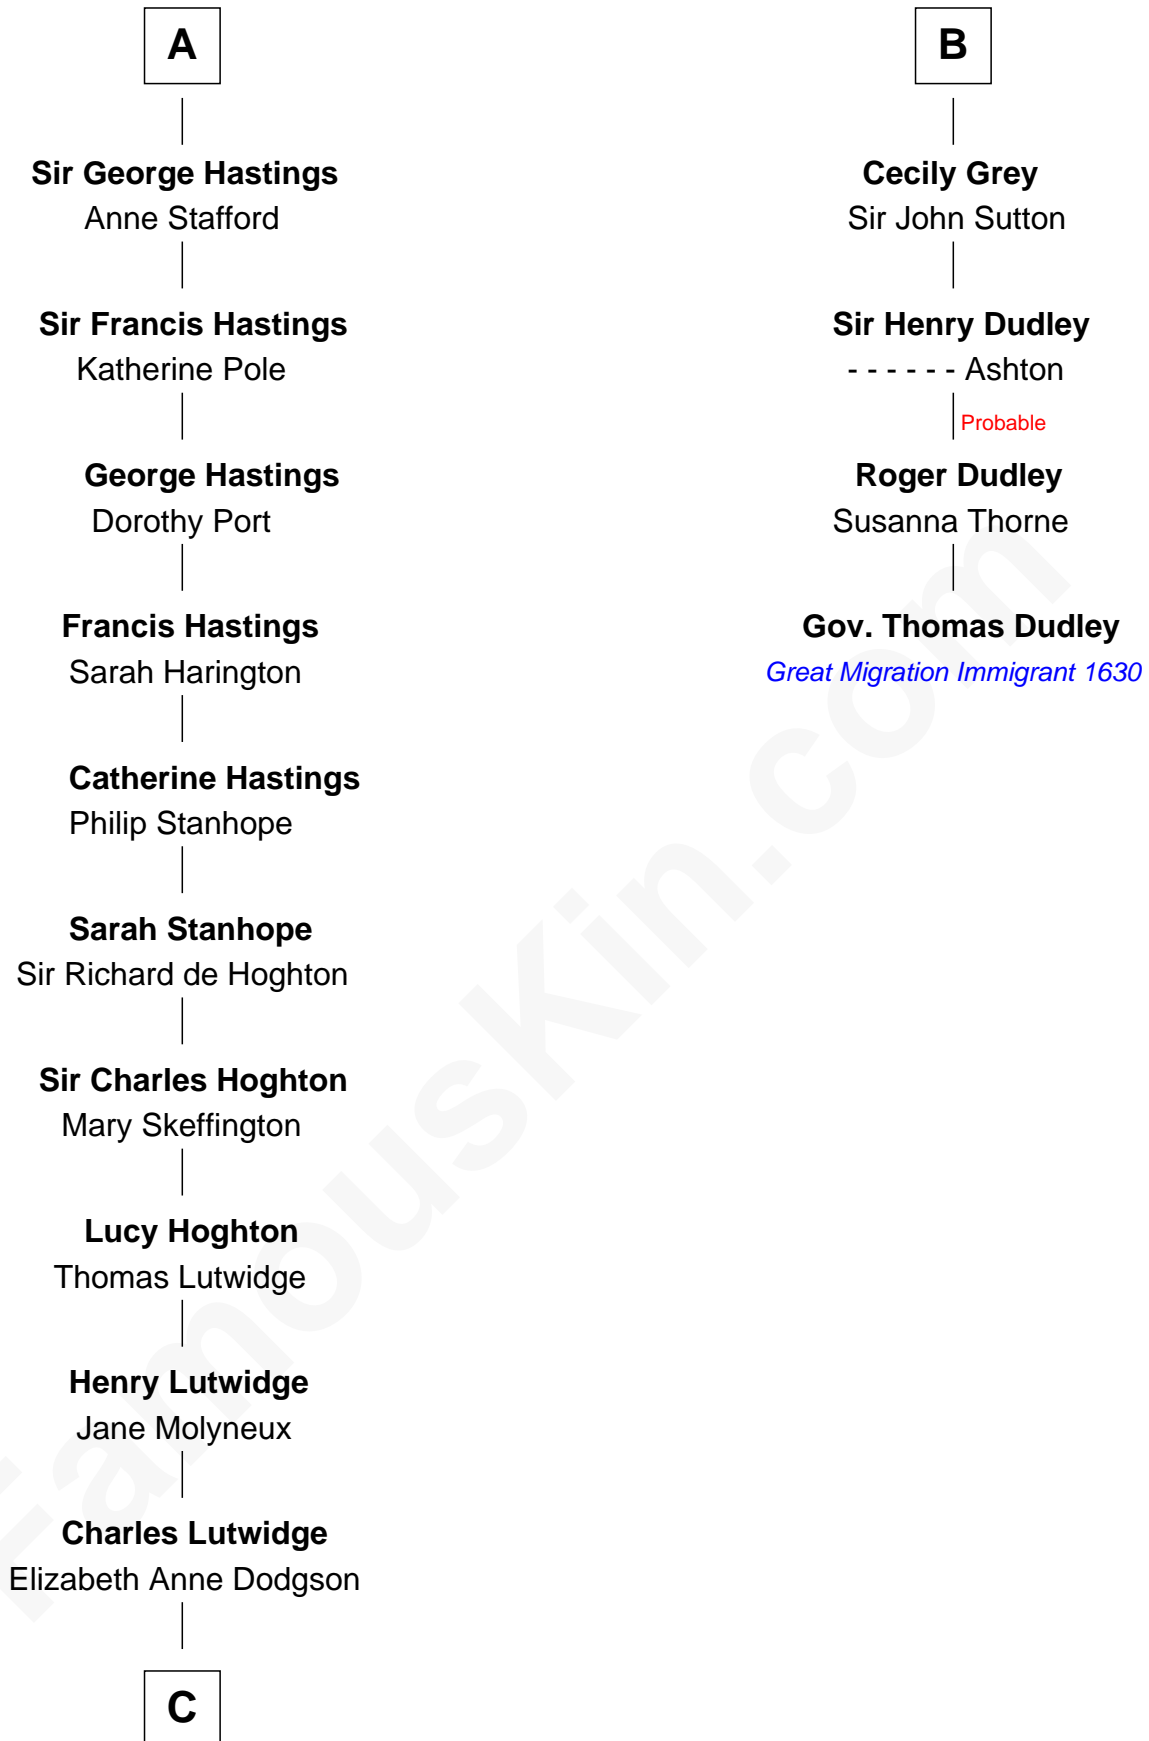 A
Sir George Hastings
Anne Stafford
Sir Francis Hastings
Katherine Pole
George Hastings
Dorothy Port
Francis Hastings
Sarah Harington
Catherine Hastings
Philip Stanhope
Sarah Stanhope
Sir Richard de Hoghton
Sir Charles Hoghton
Mary Skeffington
Lucy Hoghton
Thomas Lutwidge
Henry Lutwidge
Jane Molyneux
Charles Lutwidge
Elizabeth Anne Dodgson
C
B
Cecily Grey
Sir John Sutton
Sir Henry Dudley
- - - - - - Ashton
Probable
Roger Dudley
Susanna Thorne
Gov. Thomas Dudley
Great Migration Immigrant 1630
FamousKin.com